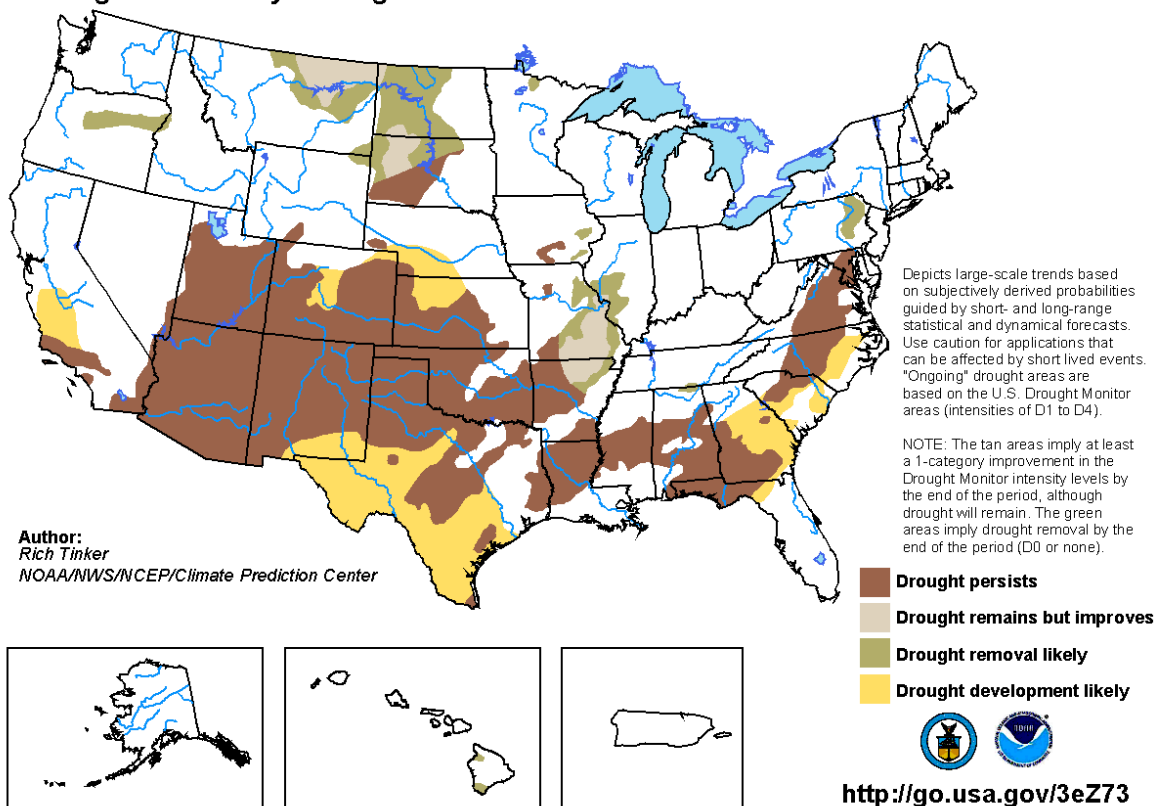 Depicts large-scale trends based
on subjectively derived probabilities
guided by short- and long-range
statistical and dynamical forecasts.
Use caution for applications that
can be affected by short lived events.
"Ongoing" drought areas are
based on the U.S. Drought Monitor
areas (intensities of D1 to D4).
NOTE: The tan areas imply at least
a 1-category improvement in the
Drought Monitor intensity levels by
the end of the period, although
drought will remain. The green
areas imply drought removal by the
end of the period (D0 or none).
Author:
Rich Tinker
NOAA/NWS/NCEP/Climate Prediction Center
Drought persists
Drought remains but improves
Drought removal likely
Drought development likely
http://go.usa.gov/3eZ73